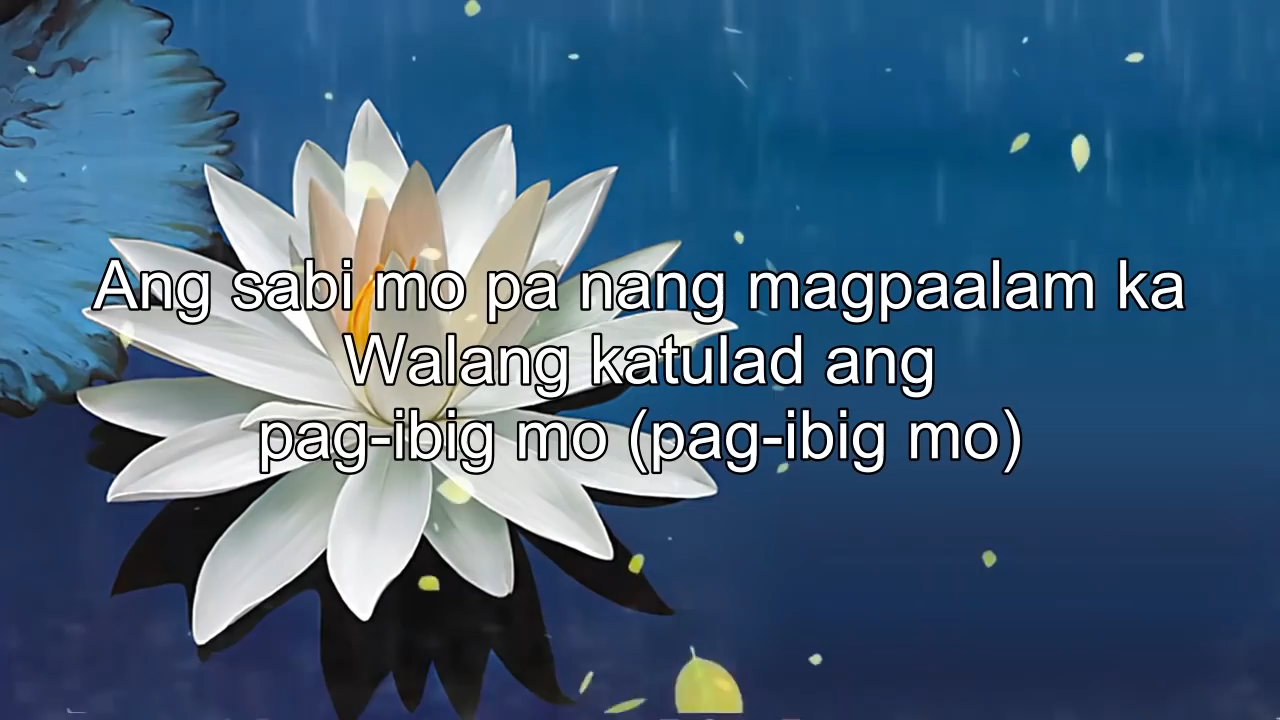 Ang sabi mo pa nang magpaalam ka
Walang katulad ang
pag-ibig mo (pag-ibig mo)